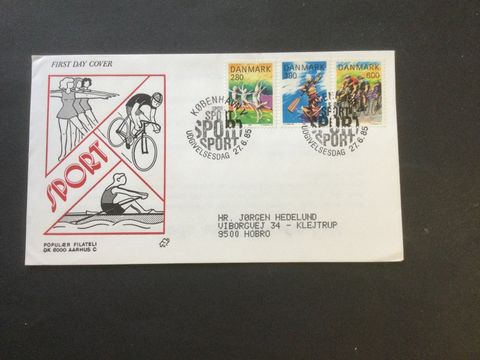 FIRST DAY COVER
SPORT
POPULÆR FILATELI
DK 8000 AARHUS C
DANMARK
280
DANMARK
380
DANMARK
600
KØBENHAVN
SPORT
UDGIVELSESDAG 27.6.85
SPORT
UDGIVELSESDAG 27.6.85
HR. JØRGEN HEDELUND
VIBORGVEJ 34 - KLEJTRUP
9500 HOBRO